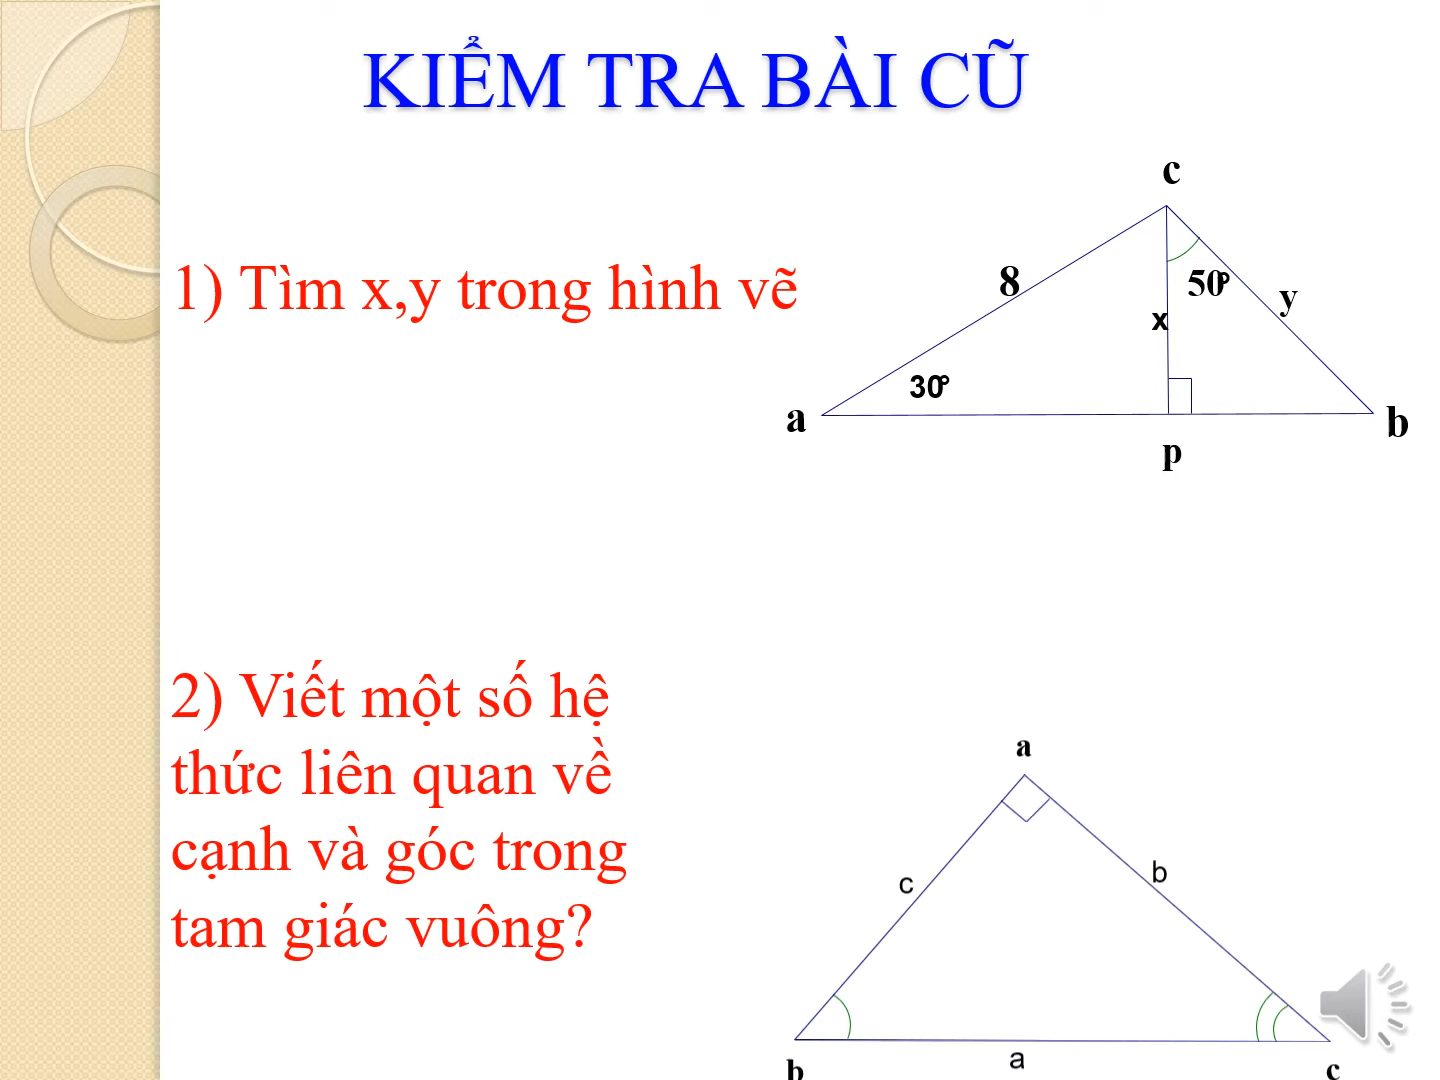 KIỂM TRA BÀI CŨ
1) Tìm x,y trong hình vẽ
c
8
50°
y
x
30°
a
b
p
2) Viết một số hệ
thức liên quan về
cạnh và góc trong
tam giác vuông?
a
c
b
a
b
c